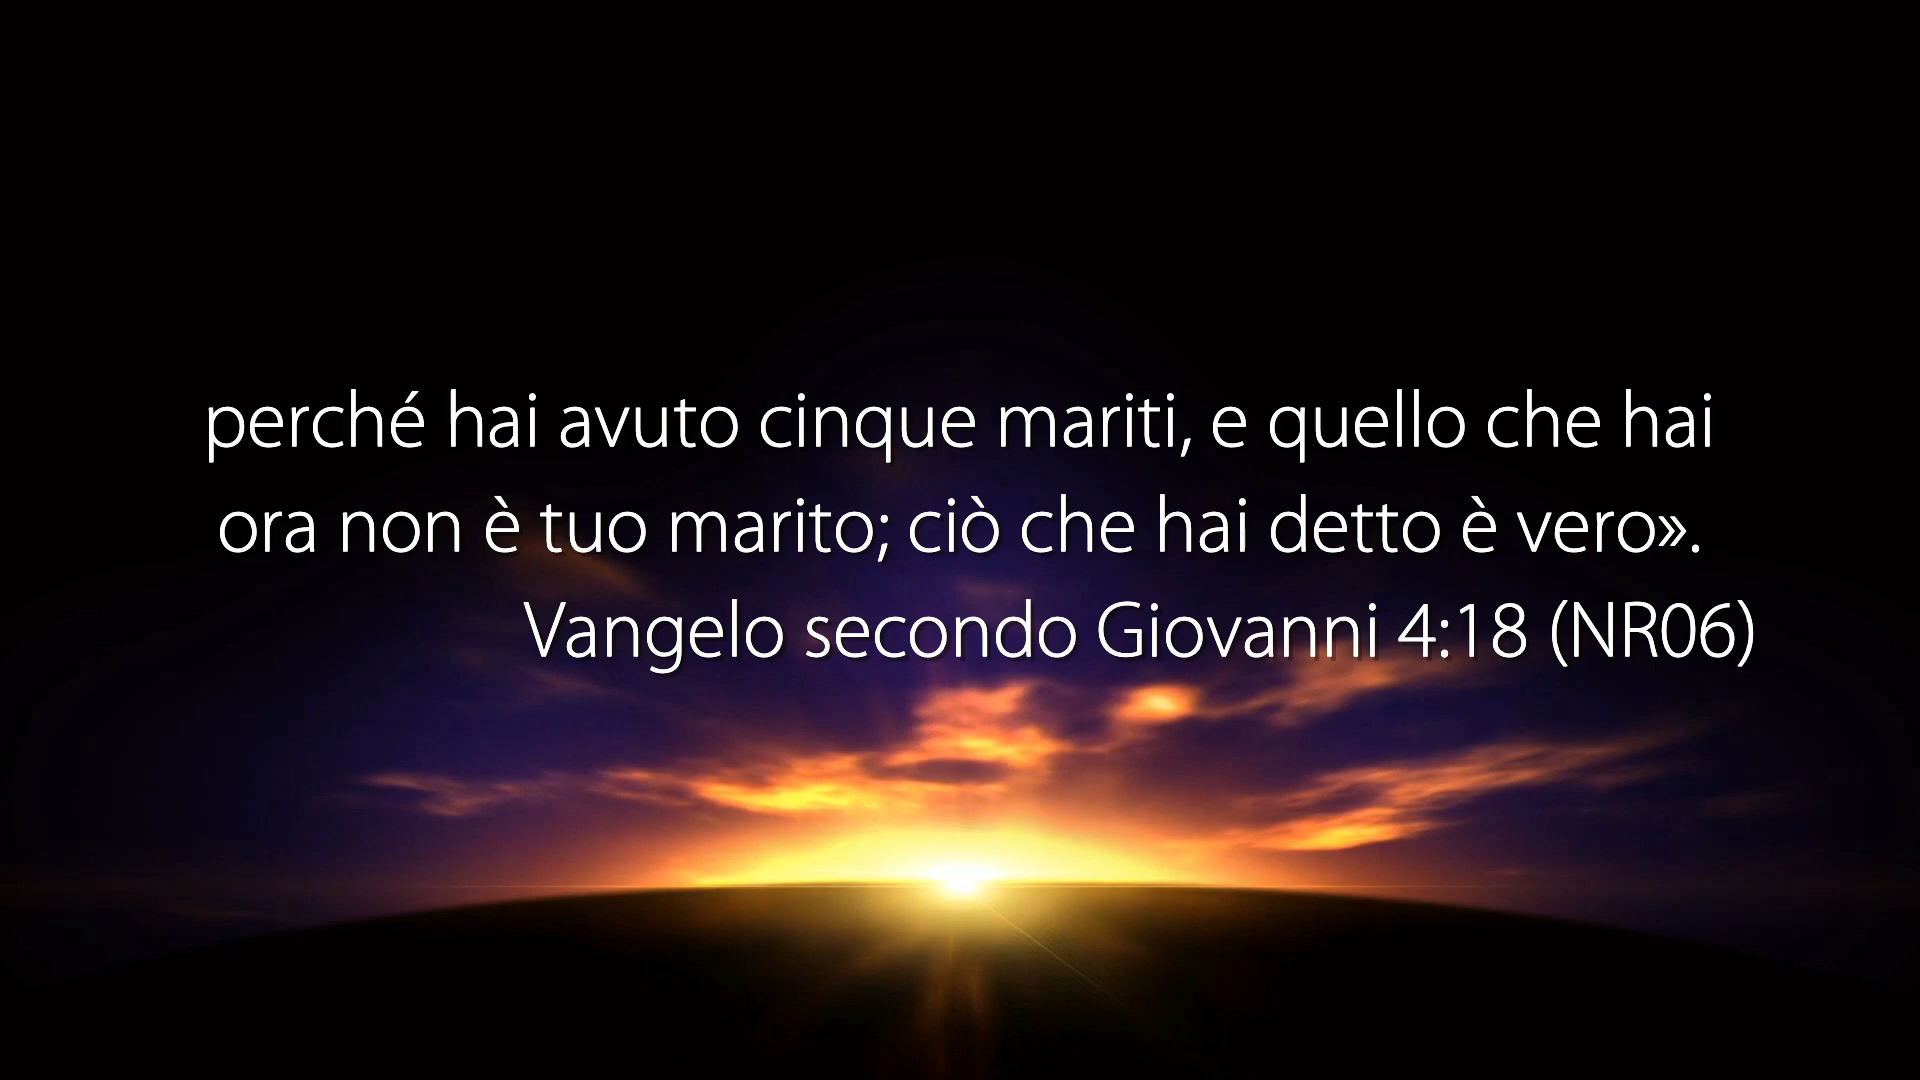 perché hai avuto cinque mariti, e quello che hai
ora non è tuo marito; ciò che hai detto è vero».
Vangelo secondo Giovanni 4:18 (NR06)